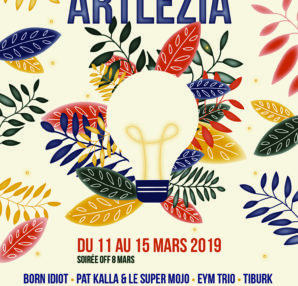 ARTLEZIA
DU 11 AU 15 MARS 2019
SOIRÉE OFF 8 MARS
BORN IDIOT • PAT KALLA & LE SUPER MOJO • EYM TRIO • TIBURK